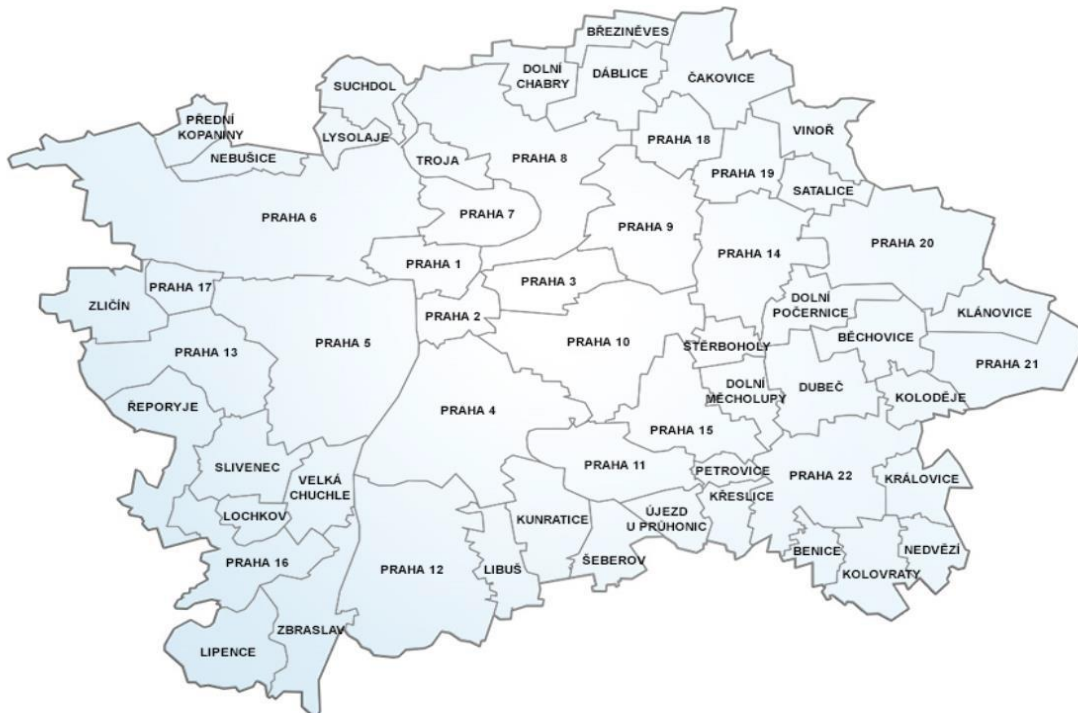 BŘEZINĚVES
DOLNÍ
CHABRY
ĎÁBLICE
ČAKOVICE
SUCHDOL
PŘEDNÍ
KOPANINY
LYSOLAJE
NEBUŠICE
TROJA
PRAHA 8
PRAHA 18
VINOŘ
PRAHA 19
SATALICE
PRAHA 6
PRAHA 7
PRAHA 9
PRAHA 14
PRAHA 20
PRAHA 1
PRAHA 3
PRAHA 17
ZLIČÍN
PRAHA 2
DOLNÍ
POČERNICE
KLÁNOVICE
BĚCHOVICE
PRAHA 13
PRAHA 5
PRAHA 10
ŠTĚRBOHOLY
PRAHA 21
DOLNÍ
MĚCHOLUPY
DUBEČ
KOLODĚJE
ŘEPORYJE
PRAHA 4
PRAHA 15
SLIVENEC
VELKÁ
CHUCHLE
PRAHA 11
PETROVICE
PRAHA 22
KRÁLOVICE
LOCHKOV
KUNRATICE
ÚJEZD
U PRŮHONIC
KŘESLICE
PRAHA 16
PRAHA 12
LIBUŠ
ŠEBEROV
BENICE
NEDVĚZÍ
KOLOVRATY
ZBRASLAV
LIPENCE